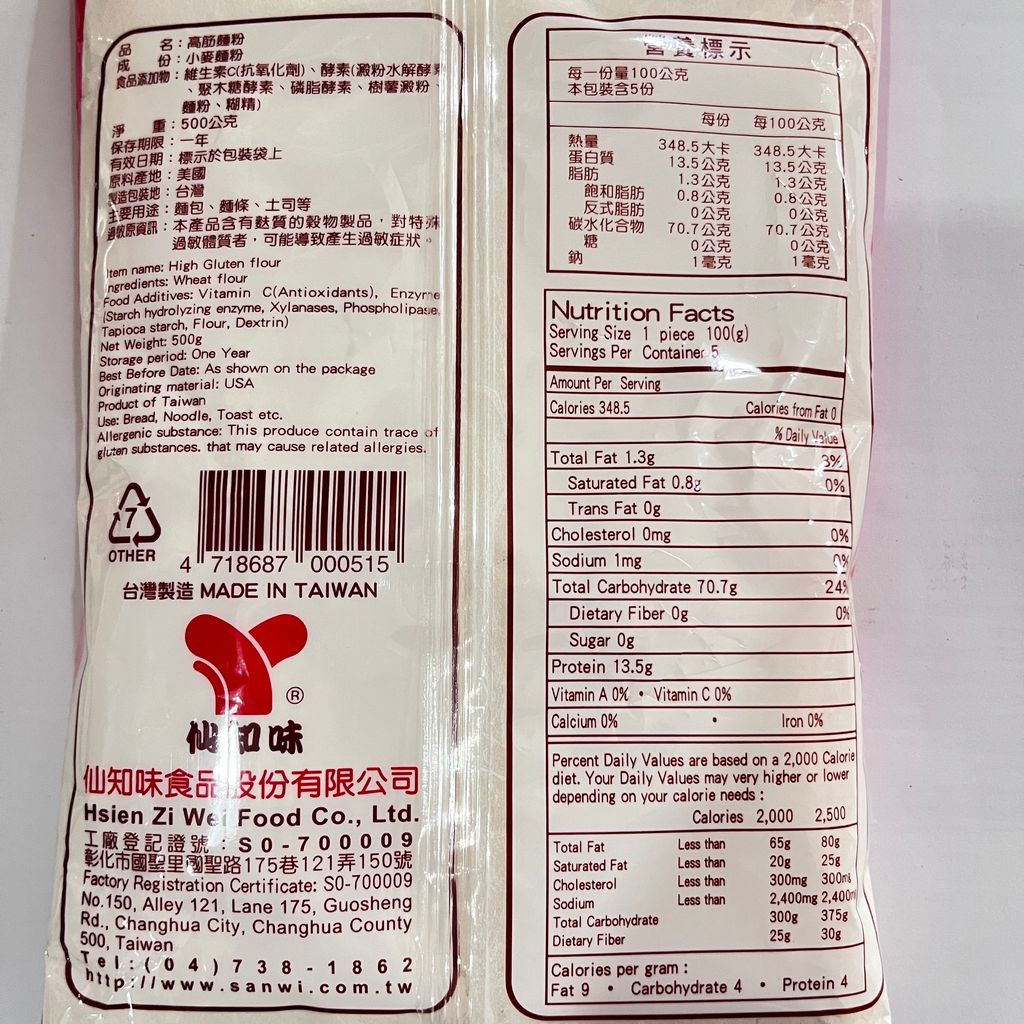 品 名：高筋麵粉
成 份：小麥麵粉
食品添加物：維生素C(抗氧化劑)、酵素(澱粉水解酵素
、聚木糖酵素、磷脂酵素、樹薯澱粉、
麵粉、糊精)
淨 重：500公克
保存期限：一年
有效日期：標示於包裝袋上
原料產地：美國
製造包裝地：台灣
主要用途：麵包、麵條、土司等
過敏原資訊：本產品含有麩質的穀物製品，對特殊
過敏體質者，可能導致產生過敏症狀。
Item name: High Gluten flour
Ingredients: Wheat flour
Food Additives: Vitamin C(Antioxidants), Enzyme
(Starch hydrolyzing enzyme, Xylanases, Phospholipase,
Tapioca starch, Flour, Dextrin)
Net Weight: 500g
Storage period: One Year
Best Before Date: As shown on the package
Originating material: USA
Product of Taiwan
Use: Bread, Noodle, Toast etc.
Allergenic substance: This produce contain trace of
gluten substances. that may cause related allergies.
7
OTHER
4 718687 000515
台灣製造 MADE IN TAIWAN
®
仙知味
仙知味食品股份有限公司
Hsien Zi Wei Food Co., Ltd.
工廠登記證號：S0-700009
彰化市國聖里國聖路175巷121弄150號
Factory Registration Certificate: S0-700009
No.150, Alley 121, Lane 175, Guosheng
Rd., Changhua City, Changhua County
500, Taiwan
Tel:(04)738-1862
http://www.sanwi.com.tw
營養標示
每一份量100公克
本包裝含5份
每份 每100公克
熱量 348.5大卡 348.5大卡
蛋白質 13.5公克 13.5公克
脂肪 1.3公克 1.3公克
飽和脂肪 0.8公克 0.8公克
反式脂肪 0公克 0公克
碳水化合物 70.7公克 70.7公克
糖 0公克 0公克
鈉 1毫克 1毫克
Nutrition Facts
Serving Size 1 piece 100(g)
Servings Per Container 5
Amount Per Serving
Calories 348.5 Calories from Fat 0
% Daily Value
Total Fat 1.3g 3%
Saturated Fat 0.8g 0%
Trans Fat 0g
Cholesterol 0mg 0%
Sodium 1mg 0%
Total Carbohydrate 70.7g 24%
Dietary Fiber 0g 0%
Sugar 0g
Protein 13.5g
Vitamin A 0% • Vitamin C 0%
Calcium 0% • Iron 0%
Percent Daily Values are based on a 2,000 Calorie
diet. Your Daily Values may very higher or lower
depending on your calorie needs :
Calories 2,000 2,500
Total Fat Less than 65g 80g
Saturated Fat Less than 20g 25g
Cholesterol Less than 300mg 300mg
Sodium Less than 2,400mg 2,400m
Total Carbohydrate 300g 375g
Dietary Fiber 25g 30g
Calories per gram :
Fat 9 • Carbohydrate 4 • Protein 4